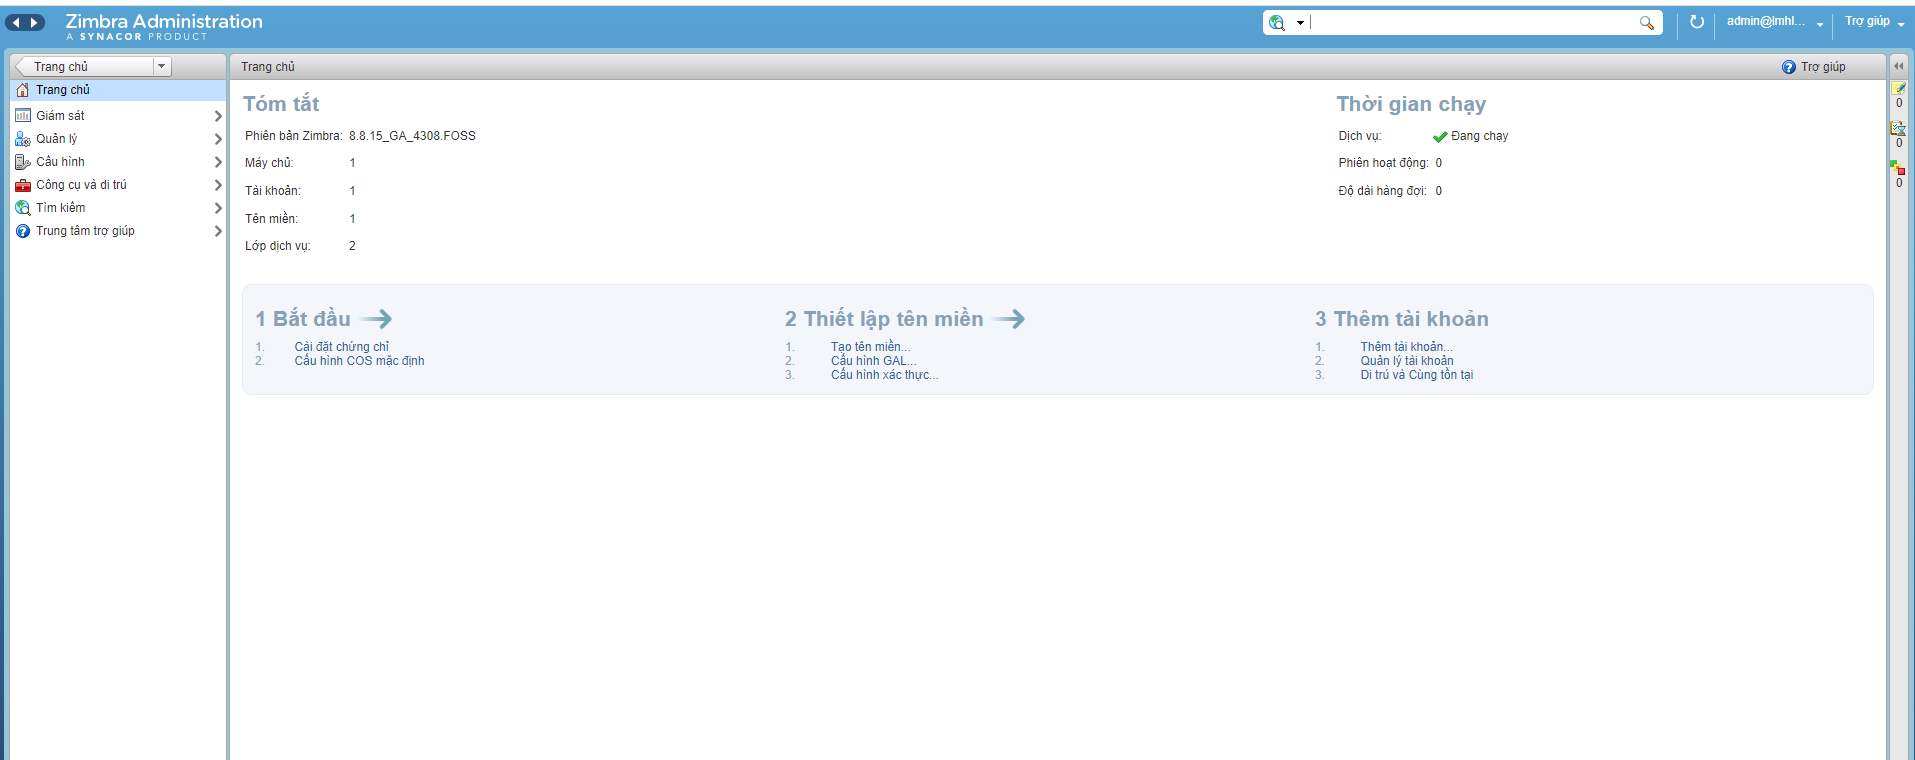 Zimbra Administration
A SYNACOR PRODUCT
admin@lmhl...
Trợ giúp
Trang chủ
Trang chủ
Giám sát
Quản lý
Cấu hình
Công cụ và di trú
Tìm kiếm
Trung tâm trợ giúp
Trang chủ
Trợ giúp
Tóm tắt
Phiên bản Zimbra: 8.8.15_GA_4308.FOSS
Máy chủ: 1
Tài khoản: 1
Tên miền: 1
Lớp dịch vụ: 2
Thời gian chạy
Dịch vụ: Đang chạy
Phiên hoạt động: 0
Độ dài hàng đợi: 0
1 Bắt đầu
1. Cài đặt chứng chỉ
2. Cấu hình COS mặc định
2 Thiết lập tên miền
1. Tạo tên miền...
2. Cấu hình GAL...
3. Cấu hình xác thực...
3 Thêm tài khoản
1. Thêm tài khoản...
2. Quản lý tài khoản
3. Di trú và Cùng tồn tại
0
0
0